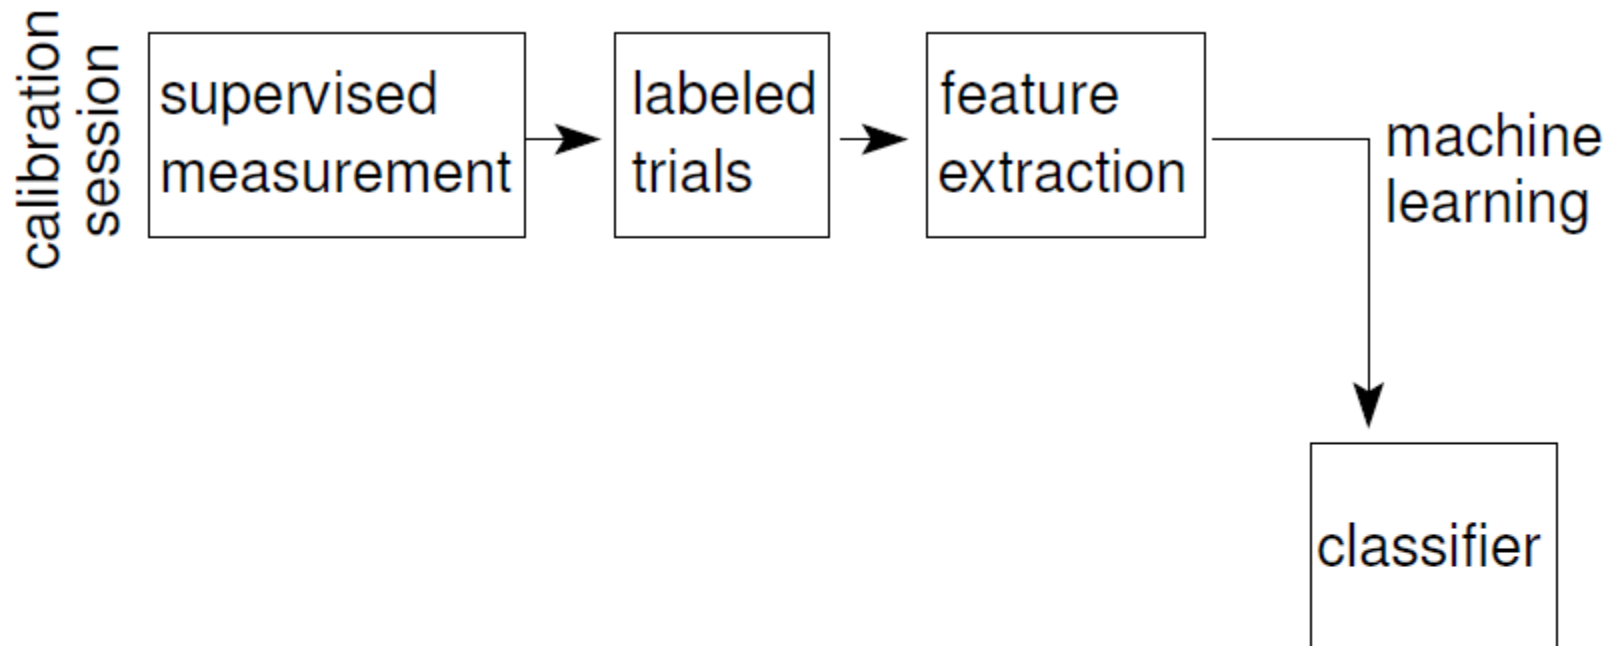 calibration
session
supervised
measurement
labeled
trials
feature
extraction
machine
learning
classifier